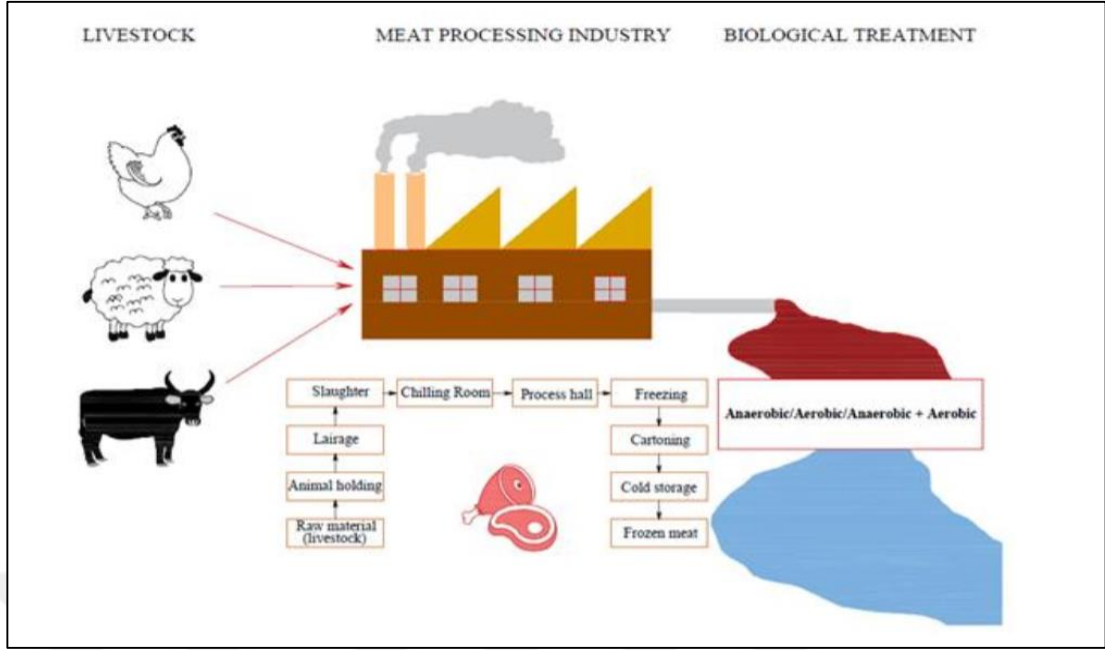 LIVESTOCK
MEAT PROCESSING INDUSTRY
BIOLOGICAL TREATMENT
Slaughter
Chilling Room
Process hall
Freezing
Anaerobic/Aerobic/Anaerobic + Aerobic
Lairage
Cartoning
Animal holding
Cold storage
Raw material
(livestock)
Frozen meat